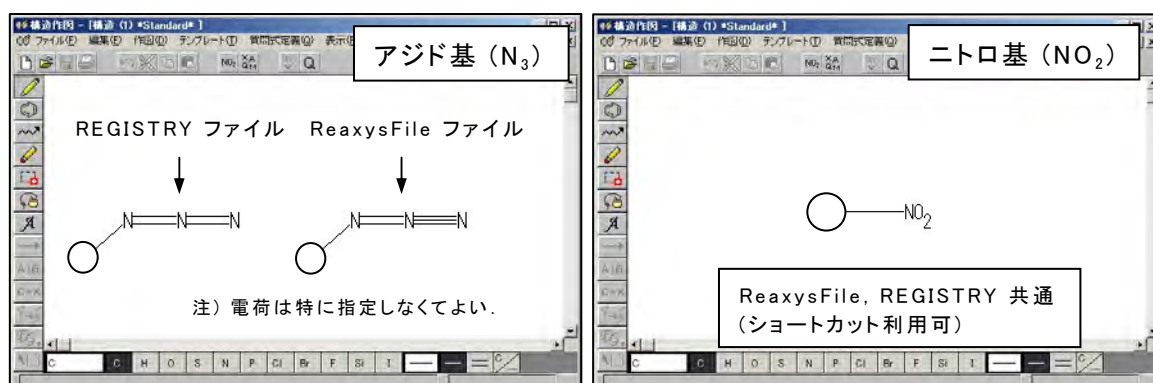 構造作図 - [構造 (1) *Standard* ]
ファイル(F) 編集(E) 作図(D) テンプレート(T) 質問式定義(Q)
アジド基 (N₃)
REGISTRY ファイル ReaxysFile ファイル
N N N
N N N
注) 電荷は特に指定しなくてよい.
C C H O S N P Cl Br F Si I
構造作図 - [構造 (1) *Standard* ]
ファイル(F) 編集(E) 作図(D) テンプレート(T) 質問式定義(Q)
ニトロ基 (NO₂)
NO₂
ReaxysFile, REGISTRY 共通
(ショートカット利用可)
C C H O S N P Cl Br F Si I